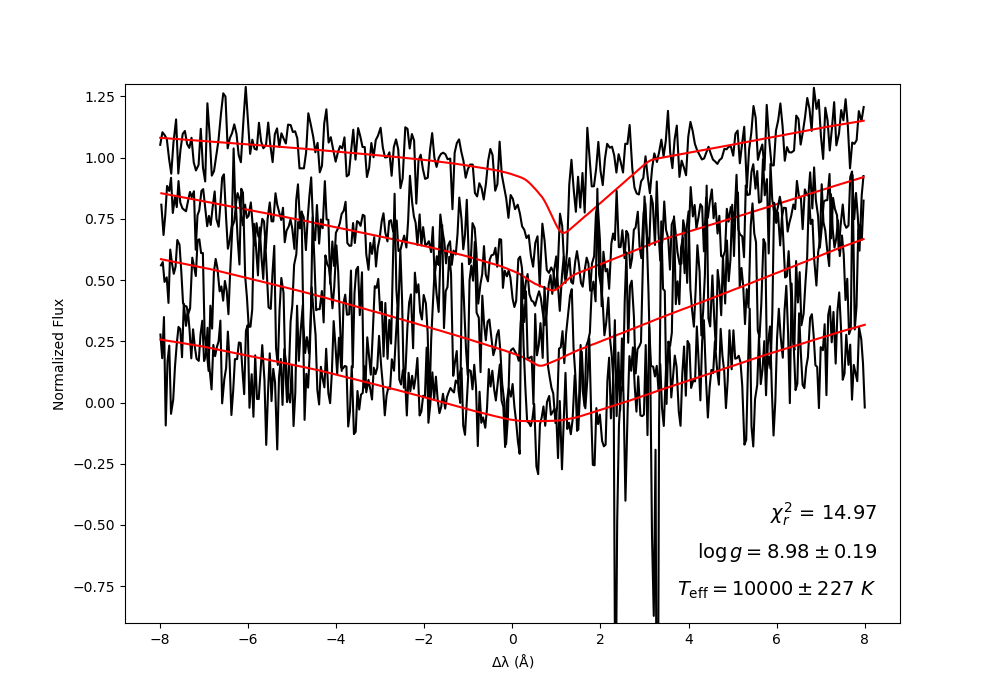 1.25
1.00
0.75
0.50
0.25
0.00
−0.25
−0.50
−0.75
Normalized Flux
χ²ᵣ = 14.97
log g = 8.98 ± 0.19
T_eff = 10000 ± 227 K
−8 −6 −4 −2 0 2 4 6 8
Δλ (Å)